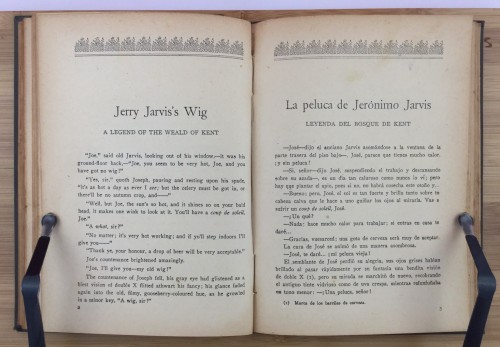 Jerry Jarvis's Wig
A LEGEND OF THE WEALD OF KENT
"Joe," said old Jarvis, looking out of his window,—it was his
ground-floor back,—"Joe, you seem to be very hot, Joe, and you
have got no wig?"
"Yes, sir," quoth Joseph, pausing and resting upon his spade,
"it's as hot a day as ever I see; but the celery must be got in, or
there'll be no autumn crop, and——"
"Well, but Joe, the sun's so hot, and it shines so on your bald
head, it makes one wink to look at it. You'll have a coup de soleil,
Joe."
"A what, sir?"
"No matter; it's very hot working; and if you'll step indoors I'll
give you——"
"Thank ye, your honour, a drop of beer will be very acceptable"
Joe's countenance brightened amazingly.
"Joe, I'll give you—my old wig!"
The countenance of Joseph fell, his grey eye had glistened as a
blest vision of double X flitted athwart his fancy; his glance faded
again into the old, filmy, gooseberry-coloured hue, as he growled
in a minor key, "A wig, sir!"
2
La peluca de Jerónimo Jarvis
LEYENDA DEL BOSQUE DE KENT
—José—dijo el anciano Jarvis asomándose a la ventana de la
parte trasera del piso bajo—. José, parece que tienes mucho calor,
¡y sin peluca!
—Sí, señor—dijo José, suspendiendo el trabajo y descansando
sobre su azada—, es un día tan caluroso como nunca lo vi; pero
hay que plantar el apio, pues si no, no habrá cosecha este otoño y...
—Bueno; pero, José, el sol es tan fuerte y brilla tanto sobre tu
cabeza calva que le hace a uno guiñar los ojos al mirarla. Vas a
sufrir un coup de soleil, José.
—¿Un qué?
—Nada: hace mucho calor para trabajar; si entras en casa te
daré...
—Gracias, vuesarced; una gota de cerveza será muy de aceptar.
La cara de José se animó de una manera asombrosa.
—José, te daré... ¡mi peluca vieja!
El semblante de José perdió su alegría, sus ojos grises habían
brillado al pasar rápidamente por su fantasía una bendita visión
de doble X (1), pero su mirada se marchitó de nuevo, recobrando
el antiguo tinte vidrioso como de uva crespa, mientras refunfuñaba
en tono menor: —¡Una peluca, señor!
(1) Marca de los barriles de cerveza.